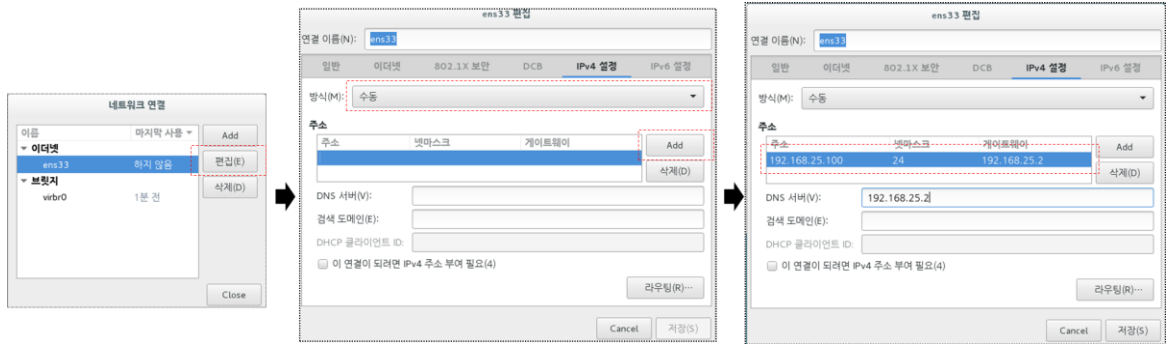 네트워크 연결
이름 마지막 사용
이더넷
ens33 하지 않음
브릿지
virbr0 1분 전
Add
편집(E)
삭제(D)
Close
ens33 편집
연결 이름(N): ens33
일반 이더넷 802.1X 보안 DCB IPv4 설정 IPv6 설정
방식(M): 수동
주소
주소 넷마스크 게이트웨이
Add
삭제(D)
DNS 서버(V):
검색 도메인(E):
DHCP 클라이언트 ID:
이 연결이 되려면 IPv4 주소 부여 필요(4)
라우팅(R)…
Cancel 저장(S)
ens33 편집
연결 이름(N): ens33
일반 이더넷 802.1X 보안 DCB IPv4 설정 IPv6 설정
방식(M): 수동
주소
주소 넷마스크 게이트웨이
192.168.25.100 24 192.168.25.2
Add
삭제(D)
DNS 서버(V): 192.168.25.2
검색 도메인(E):
DHCP 클라이언트 ID:
이 연결이 되려면 IPv4 주소 부여 필요(4)
라우팅(R)…
Cancel 저장(S)